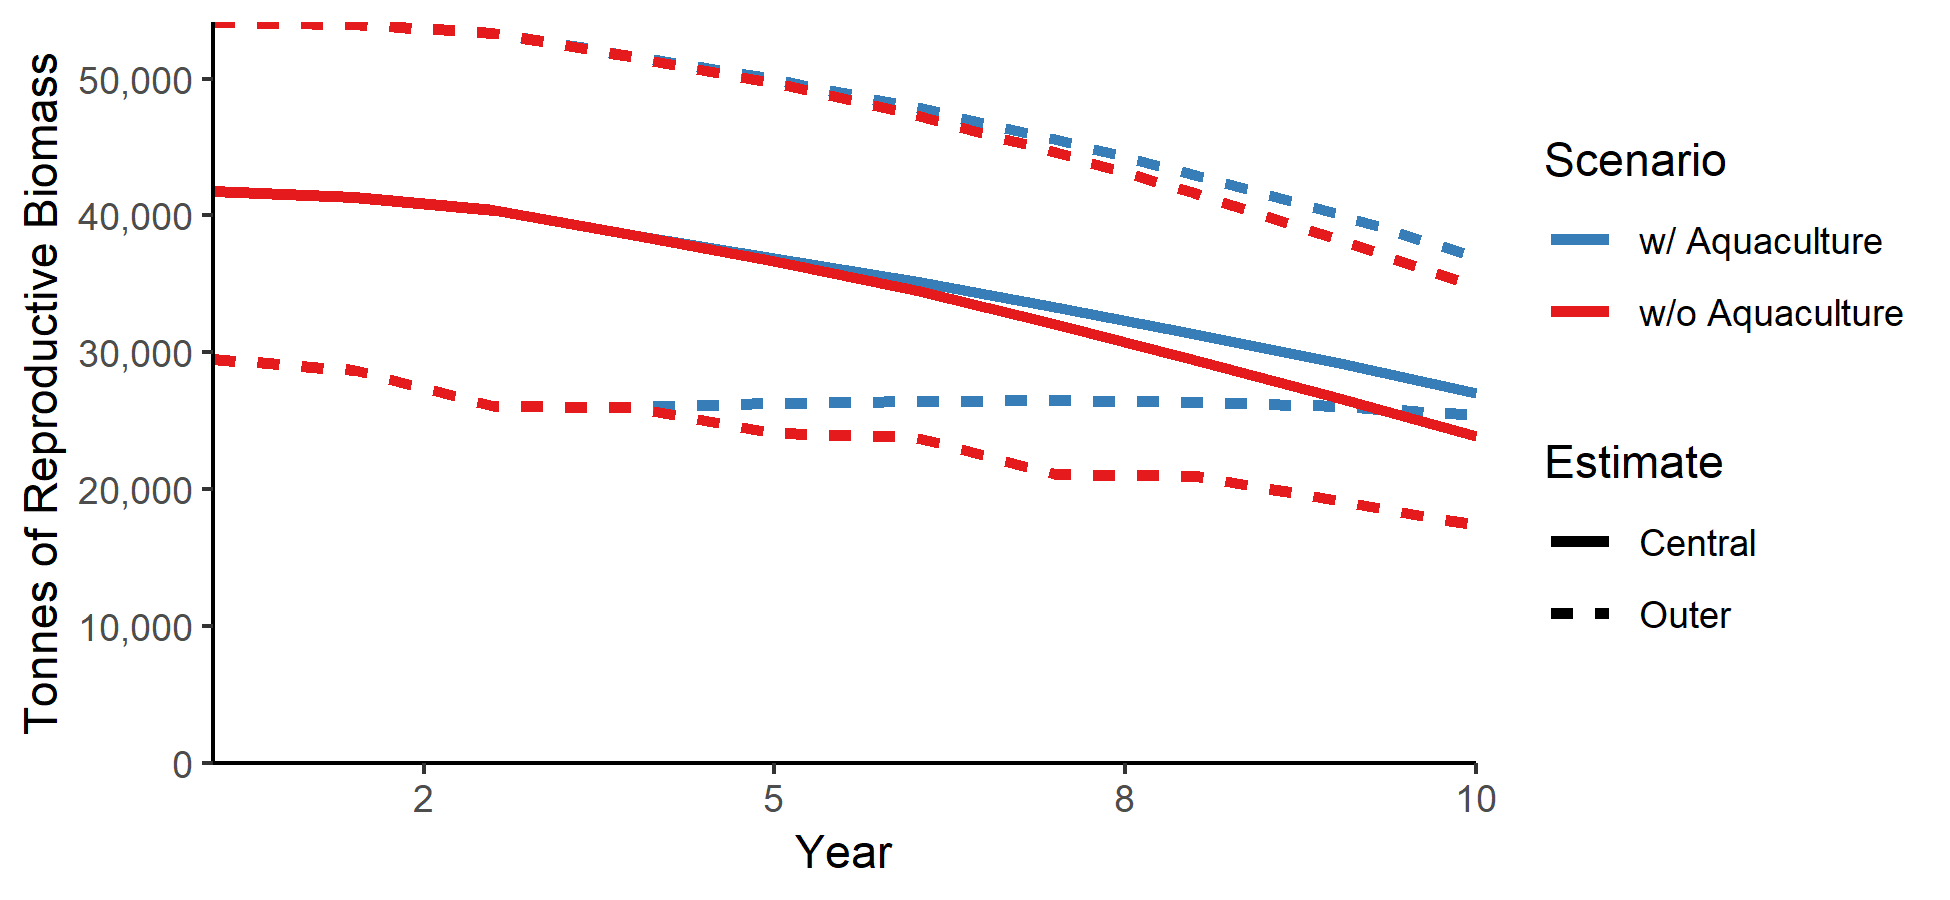 Tonnes of Reproductive Biomass
50,000
40,000
30,000
20,000
10,000
0
2
5
8
10
Year
Scenario
w/ Aquaculture
w/o Aquaculture
Estimate
Central
Outer